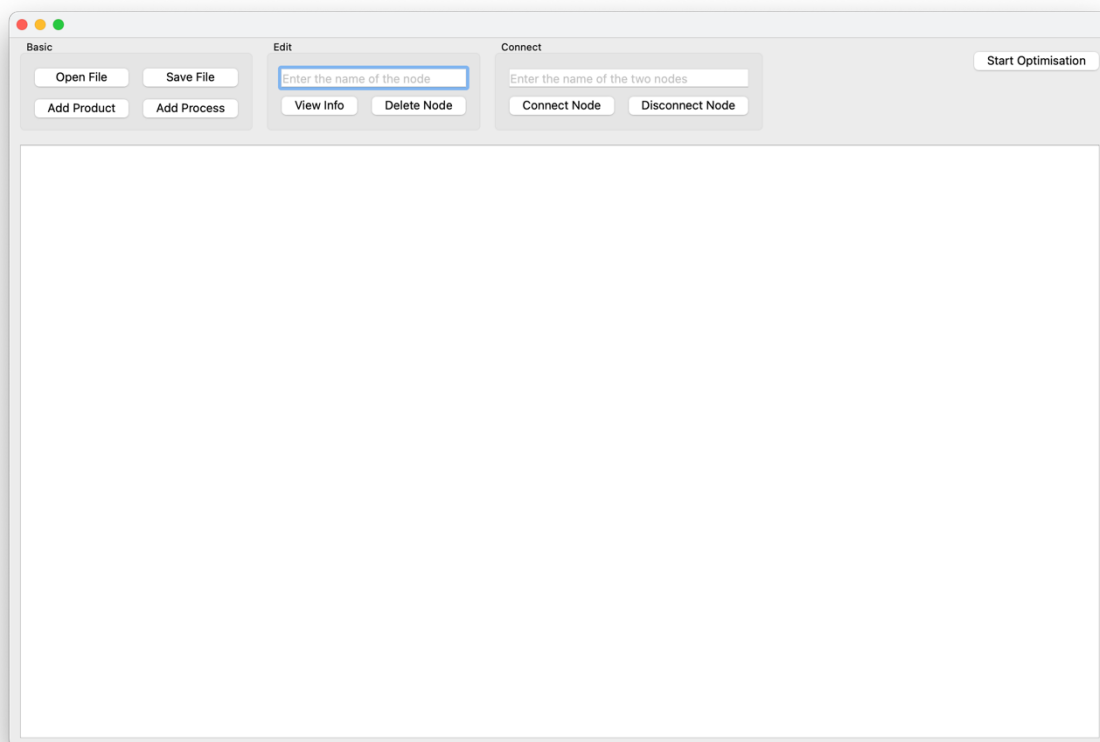 Basic
Open File
Save File
Add Product
Add Process
Edit
Enter the name of the node
View Info
Delete Node
Connect
Enter the name of the two nodes
Connect Node
Disconnect Node
Start Optimisation